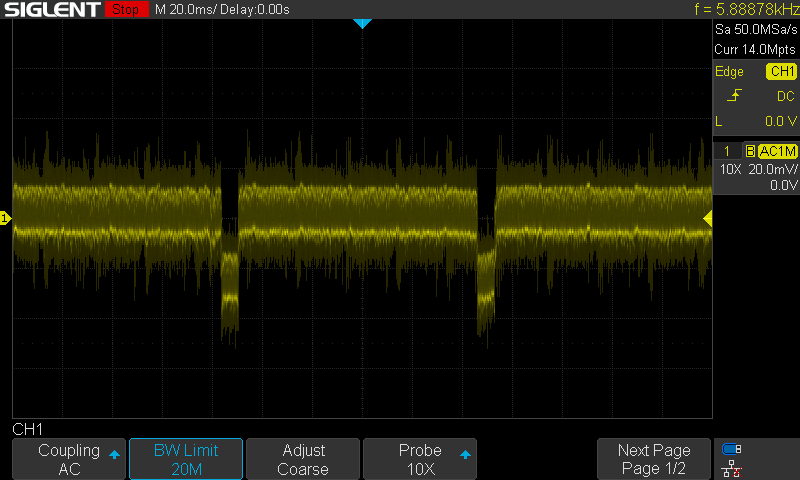 SIGLENT Stop M 20.0ms/ Delay:0.00s f = 5.88878kHz
Sa 50.0MSa/s
Curr 14.0Mpts
Edge CH1
DC
L 0.0 V
1 B AC1M
10X 20.0mV/
0.0V
1
CH1
Coupling
AC
BW Limit
20M
Adjust
Coarse
Probe
10X
Next Page
Page 1/2